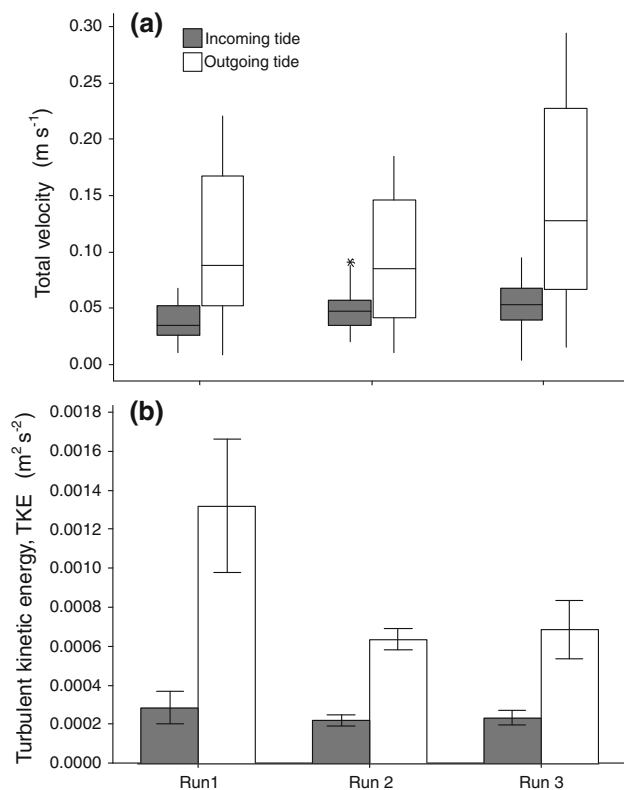 (a)
Incoming tide
Outgoing tide
Total velocity (m s-1)
0.30
0.25
0.20
0.15
0.10
0.05
0.00
*
(b)
Turbulent kinetic energy, TKE (m2 s-2)
0.0018
0.0016
0.0014
0.0012
0.0010
0.0008
0.0006
0.0004
0.0002
0.0000
Run1 Run 2 Run 3